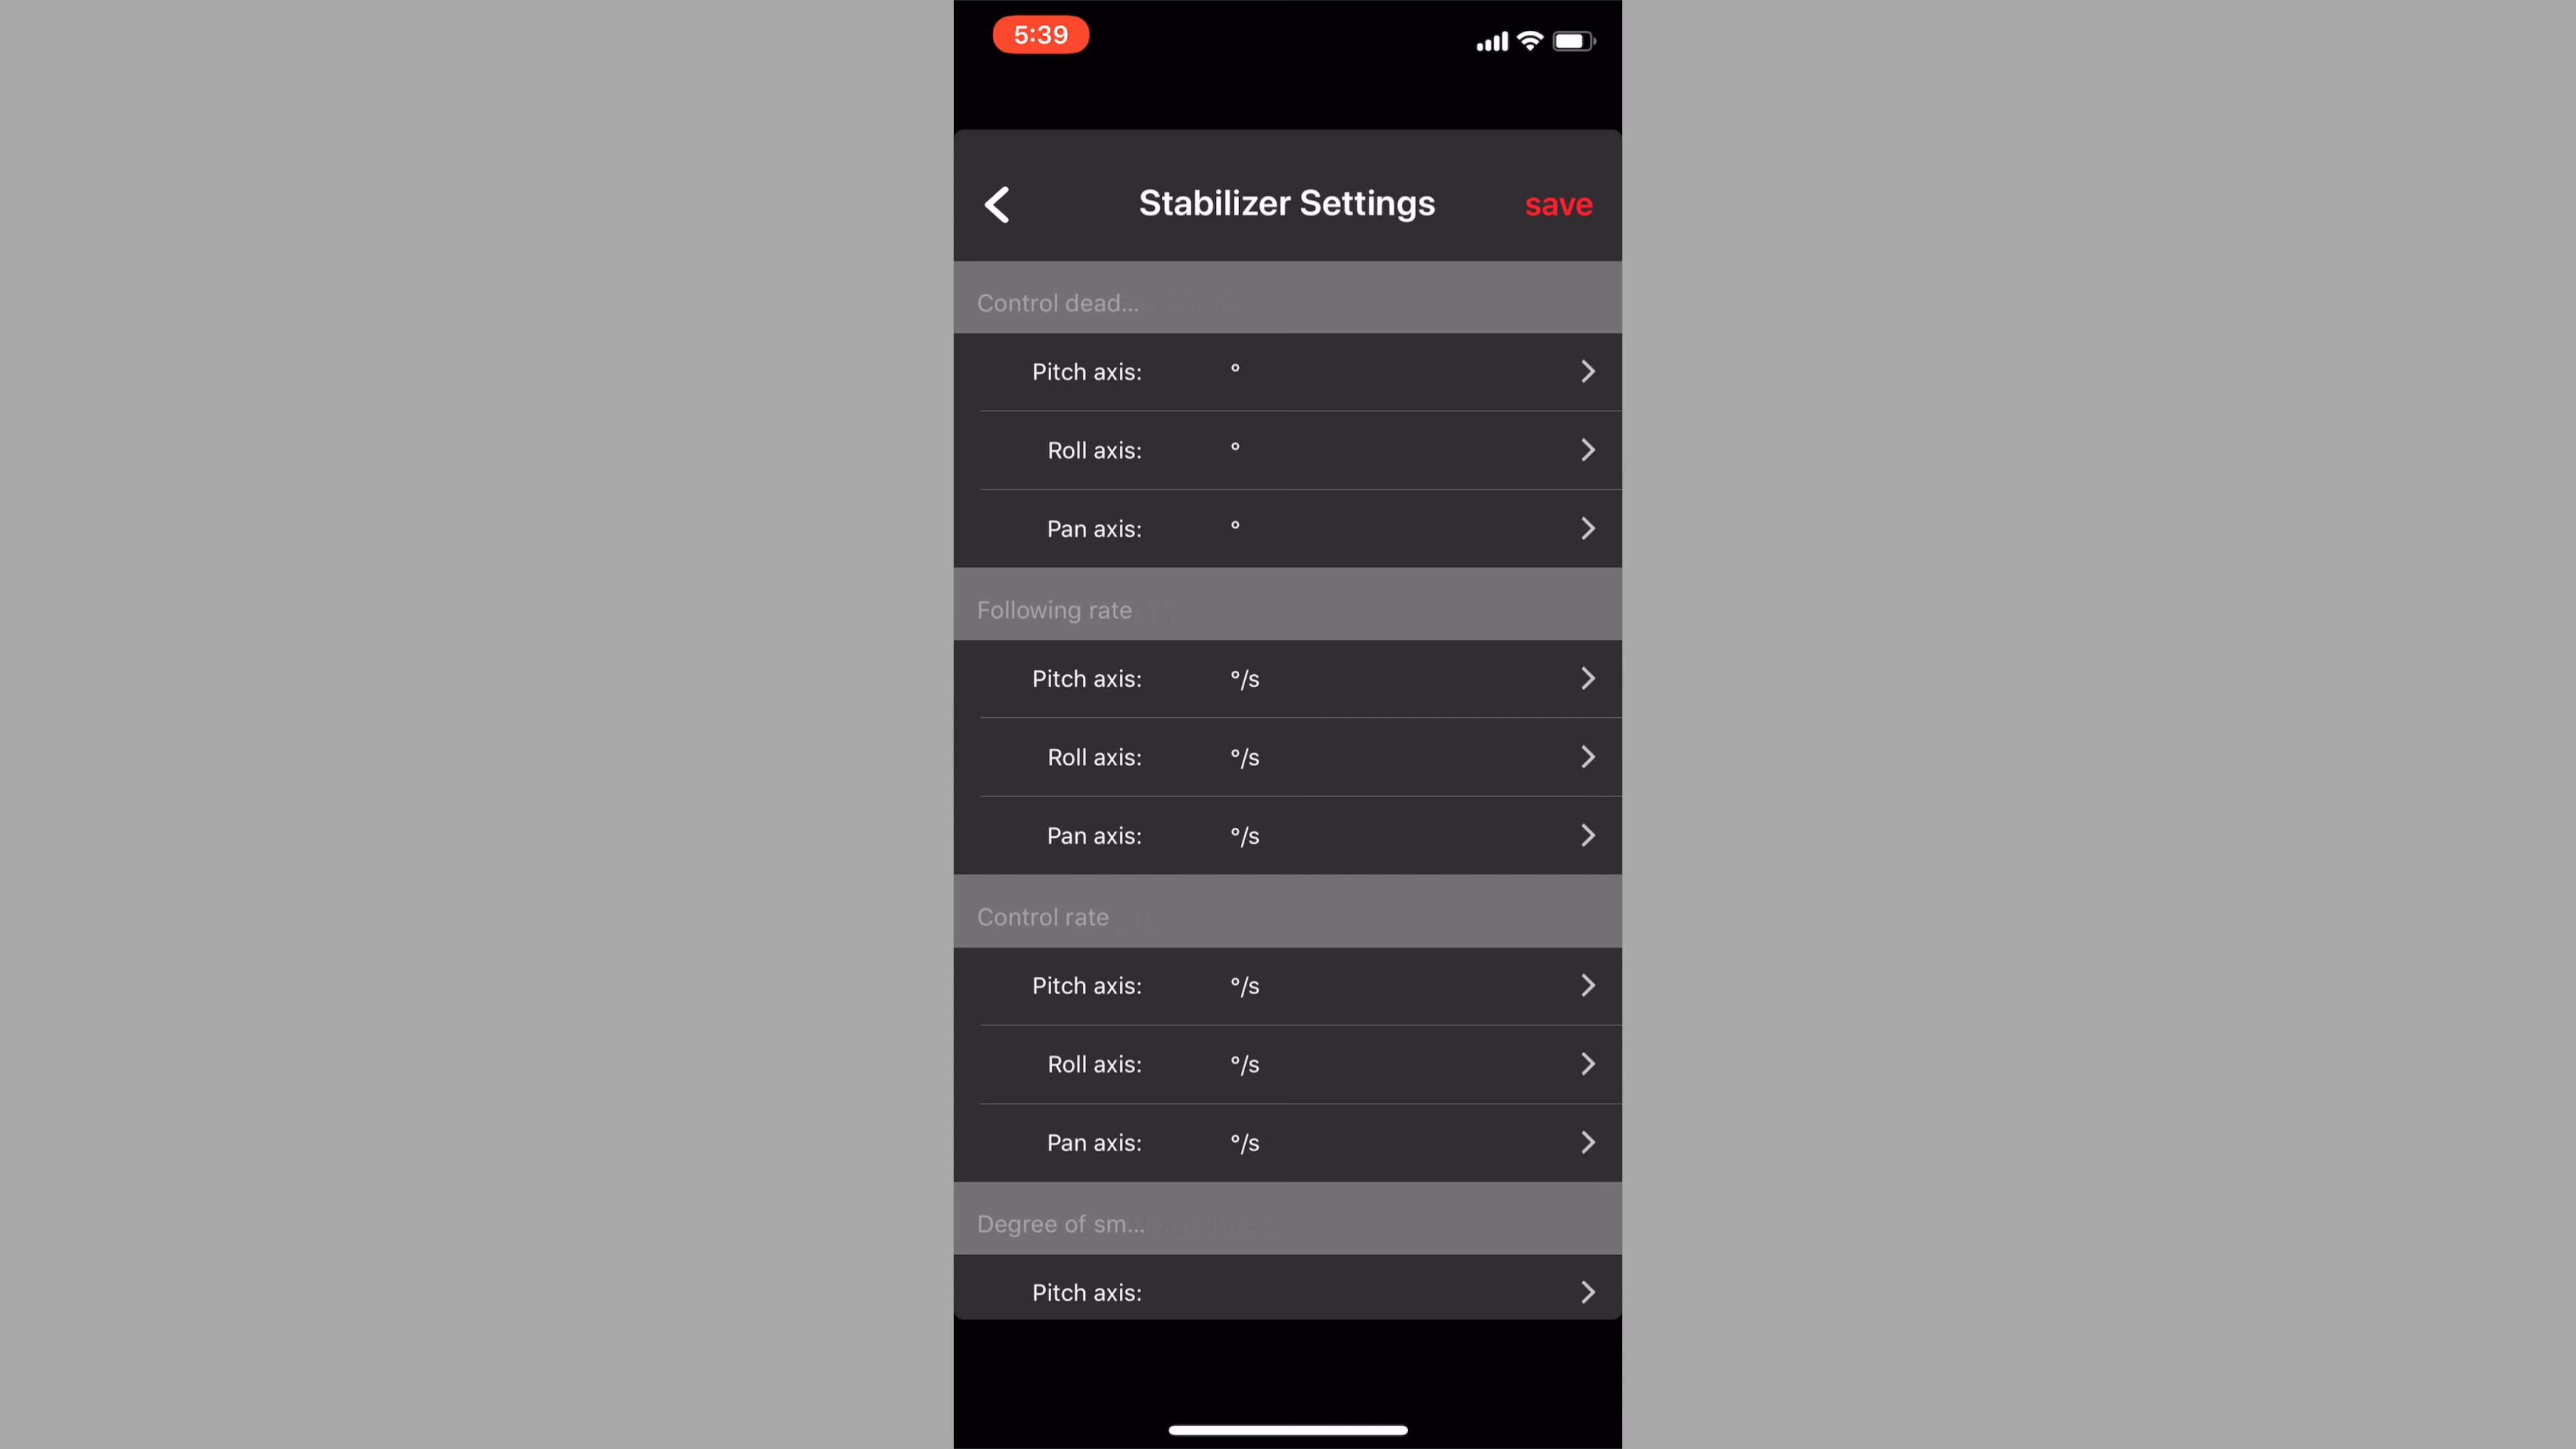 5:39
Stabilizer Settings
save
Control dead...
Pitch axis: °
Roll axis: °
Pan axis: °
Following rate
Pitch axis: °/s
Roll axis: °/s
Pan axis: °/s
Control rate
Pitch axis: °/s
Roll axis: °/s
Pan axis: °/s
Degree of sm...
Pitch axis: